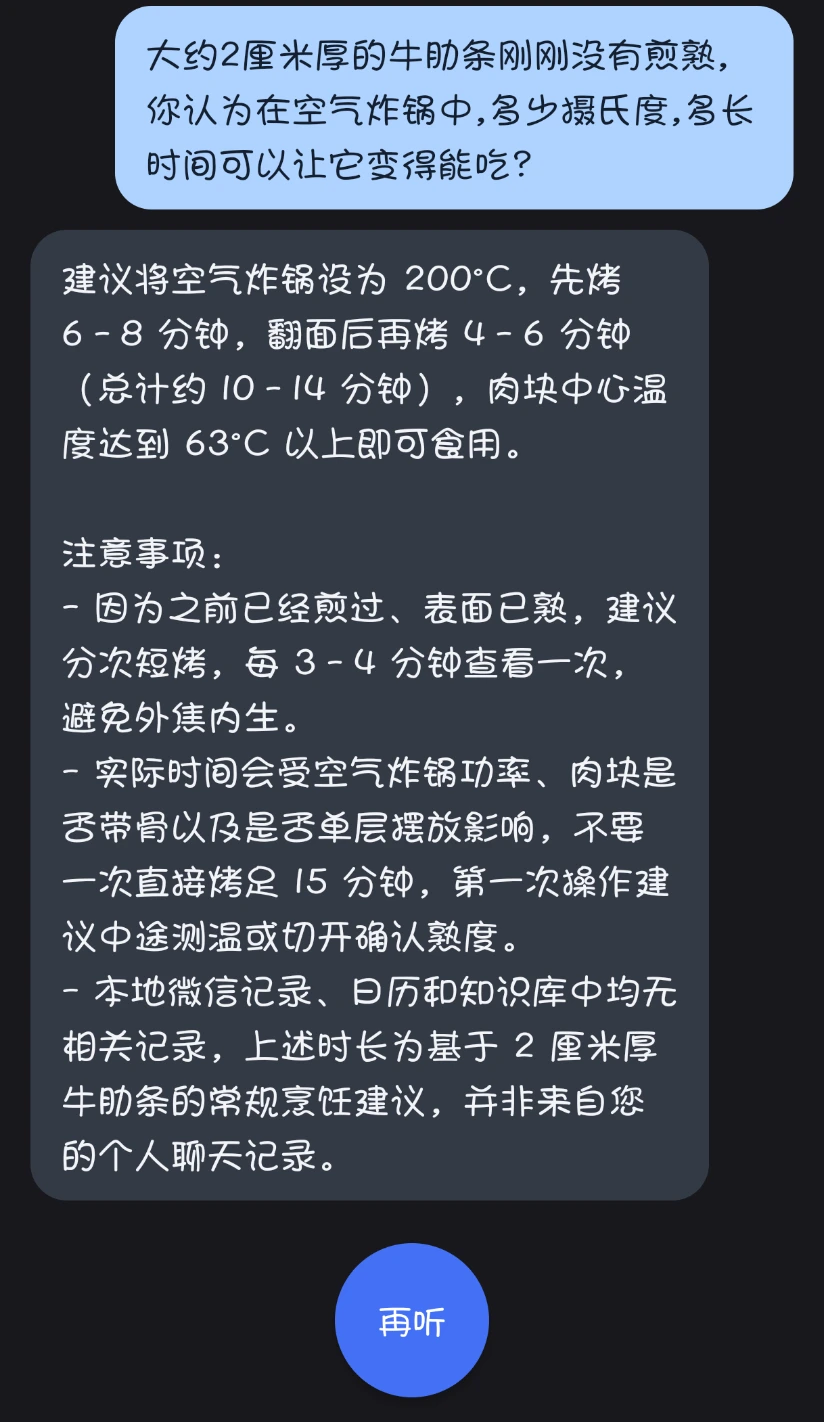 大约2厘米厚的牛肋条刚刚没有煎熟,
你认为在空气炸锅中,多少摄氏度,多长
时间可以让它变得能吃?
建议将空气炸锅设为 200°C，先烤
6-8 分钟，翻面后再烤 4-6 分钟
（总计约 10-14 分钟），肉块中心温
度达到 63°C 以上即可食用。
注意事项：
- 因为之前已经煎过、表面已熟，建议
分次短烤，每 3-4 分钟查看一次，
避免外焦内生。
- 实际时间会受空气炸锅功率、肉块是
否带骨以及是否单层摆放影响，不要
一次直接烤足 15 分钟，第一次操作建
议中途测温或切开确认熟度。
- 本地微信记录、日历和知识库中均无
相关记录，上述时长为基于 2 厘米厚
牛肋条的常规烹饪建议，并非来自您
的个人聊天记录。
再听